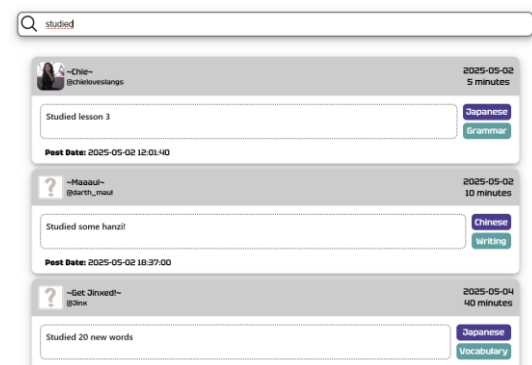 studied
~Chie~
@chieloveslangs
2025-05-02
5 minutes
Studied lesson 3
Japanese
Grammar
Post Date: 2025-05-02 12:01:40
~Maaaul~
@darth_maul
2025-05-02
10 minutes
Studied some hanzi!
Chinese
Writing
Post Date: 2025-05-02 18:37:00
~Get Jinxed!~
@Jinx
2025-05-04
40 minutes
Studied 20 new words
Japanese
Vocabulary